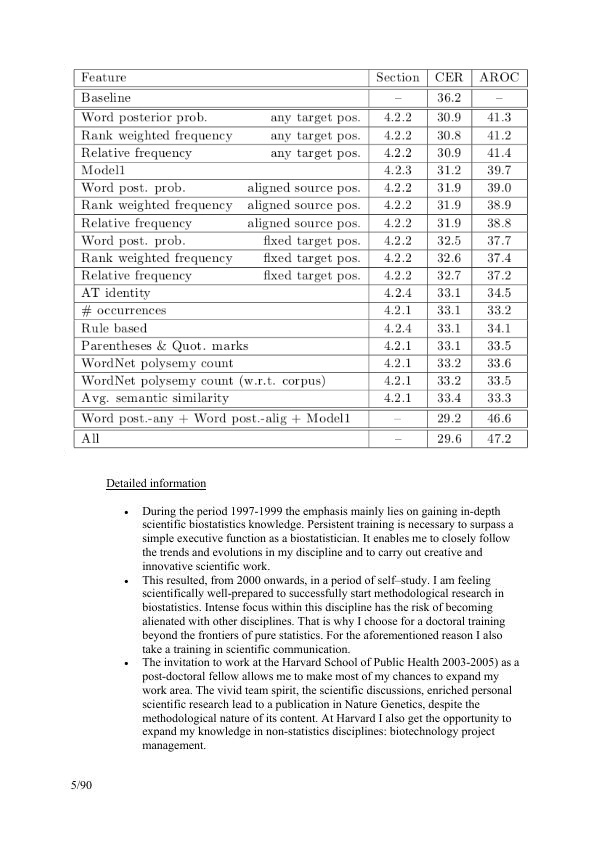 Feature Section CER AROC
Baseline – 36.2 –
Word posterior prob. any target pos. 4.2.2 30.9 41.3
Rank weighted frequency any target pos. 4.2.2 30.8 41.2
Relative frequency any target pos. 4.2.2 30.9 41.4
Model1 4.2.3 31.2 39.7
Word post. prob. aligned source pos. 4.2.2 31.9 39.0
Rank weighted frequency aligned source pos. 4.2.2 31.9 38.9
Relative frequency aligned source pos. 4.2.2 31.9 38.8
Word post. prob. fixed target pos. 4.2.2 32.5 37.7
Rank weighted frequency fixed target pos. 4.2.2 32.6 37.4
Relative frequency fixed target pos. 4.2.2 32.7 37.2
AT identity 4.2.4 33.1 34.5
# occurrences 4.2.1 33.1 33.2
Rule based 4.2.4 33.1 34.1
Parentheses & Quot. marks 4.2.1 33.1 33.5
WordNet polysemy count 4.2.1 33.2 33.6
WordNet polysemy count (w.r.t. corpus) 4.2.1 33.2 33.5
Avg. semantic similarity 4.2.1 33.4 33.3
Word post.-any + Word post.-alig + Model1 – 29.2 46.6
All – 29.6 47.2
Detailed information
• During the period 1997-1999 the emphasis mainly lies on gaining in-depth
scientific biostatistics knowledge. Persistent training is necessary to surpass a
simple executive function as a biostatistician. It enables me to closely follow
the trends and evolutions in my discipline and to carry out creative and
innovative scientific work.
• This resulted, from 2000 onwards, in a period of self–study. I am feeling
scientifically well-prepared to successfully start methodological research in
biostatistics. Intense focus within this discipline has the risk of becoming
alienated with other disciplines. That is why I choose for a doctoral training
beyond the frontiers of pure statistics. For the aforementioned reason I also
take a training in scientific communication.
• The invitation to work at the Harvard School of Public Health 2003-2005) as a
post-doctoral fellow allows me to make most of my chances to expand my
work area. The vivid team spirit, the scientific discussions, enriched personal
scientific research lead to a publication in Nature Genetics, despite the
methodological nature of its content. At Harvard I also get the opportunity to
expand my knowledge in non-statistics disciplines: biotechnology project
management.
5/90